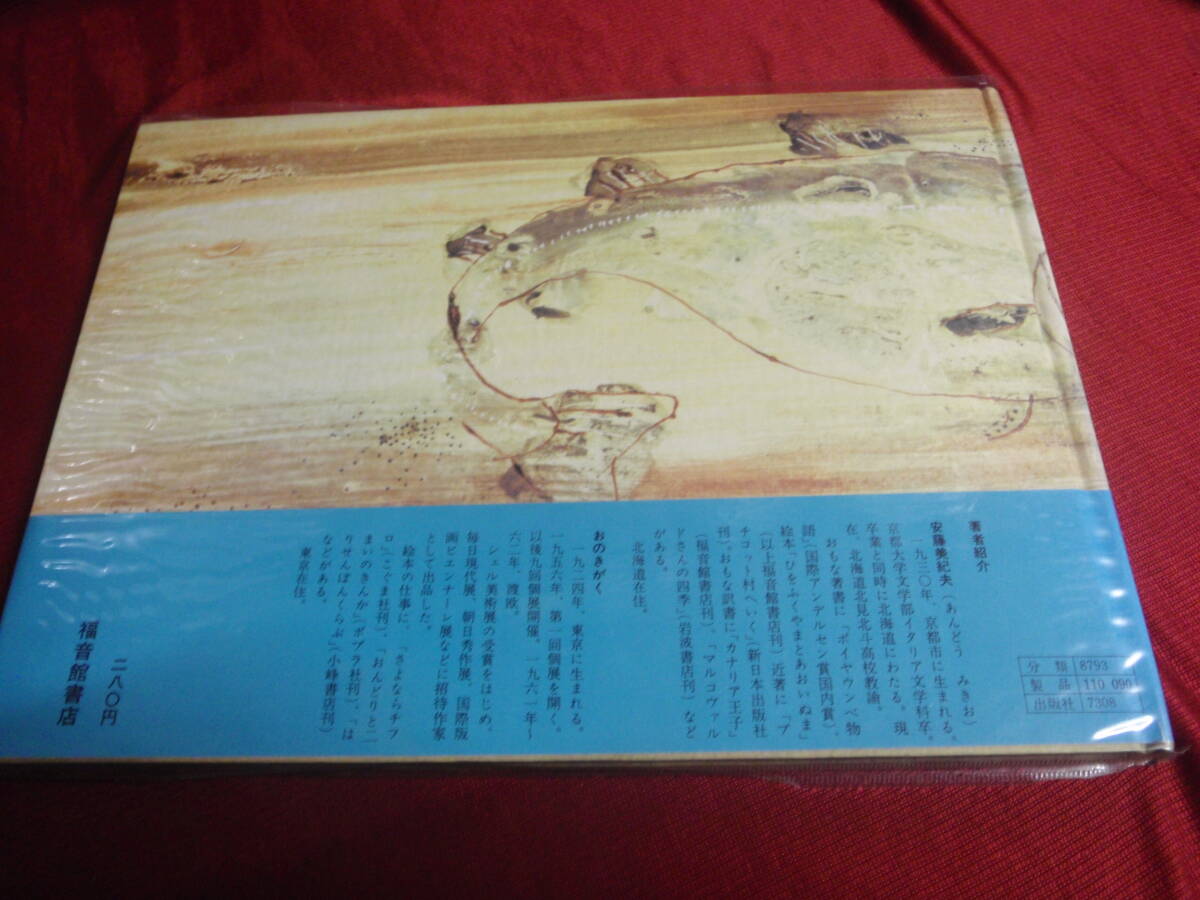 著者紹介
安藤美紀夫（あんどう　みきお）
一九三〇年、京都市に生まれる。
京都大学文学部イタリア文学科卒。
卒業と同時に北海道にわたる。現
在、北海道北見北斗高校教諭。
おもな著書に「ポイヤウンベ物
語」（国際アンデルセン賞国内賞）、
絵本「ひをふくやまとあおいぬま」
（以上福音館書店刊）近著に「プ
チコット村へいく」（新日本出版社
刊）。おもな訳書に「カナリア王子」
（福音館書店刊）、「マルコヴァル
ドさんの四季」（岩波書店刊）など
がある。
北海道在住。
おのきがく
一九二四年、東京に生まれる。
一九五六年、第一回個展を開く。
以後九回個展開催、一九六一年〜
六二年、渡欧。
シェル美術展の受賞をはじめ、
毎日現代展、朝日秀作展、国際版
画ビエンナーレ展などに招待作家
として出品した。
絵本の仕事に、「さよならチフ
ロ」（こぐま社刊）、「おんどりと二
まいのきんか」（ポプラ社刊）、「は
りせんぼんくらぶ」（小峰書店刊）
などがある。
東京在住。
二八〇円
福音館書店
分類 8793
製品 110 090
出版社 7308